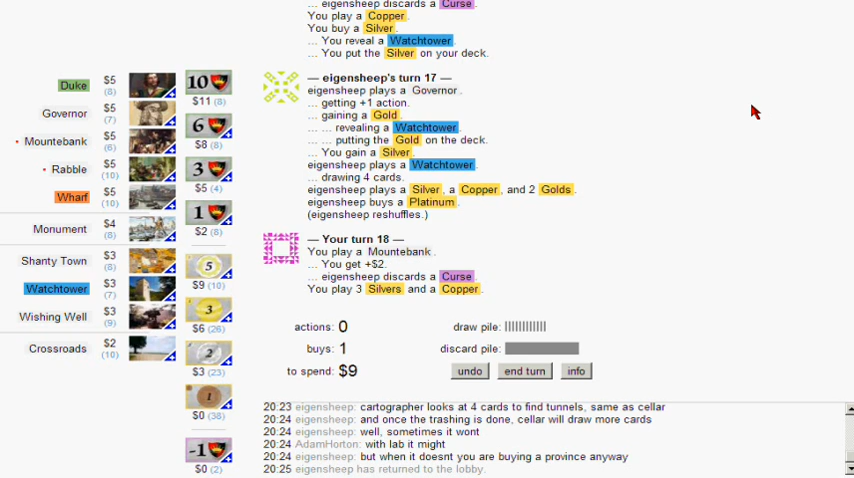 ... eigensheep discards a Curse.
You play a Copper.
You buy a Silver.
... You reveal a Watchtower.
... You put the Silver on your deck.
— eigensheep's turn 17 —
eigensheep plays a Governor.
... getting +1 action.
... gaining a Gold.
... ... revealing a Watchtower.
... ... putting the Gold on the deck.
... You gain a Silver.
eigensheep plays a Watchtower.
... drawing 4 cards.
eigensheep plays a Silver, a Copper, and 2 Golds.
eigensheep buys a Platinum.
(eigensheep reshuffles.)
— Your turn 18 —
You play a Mountebank.
... You get +$2.
... eigensheep discards a Curse.
You play 3 Silvers and a Copper.
actions: 0
draw pile:
buys: 1
discard pile:
to spend: $9
undo
end turn
info
Duke $5 (8)
Governor $5 (7)
Mountebank $5 (6)
Rabble $5 (10)
Wharf $5 (10)
Monument $4 (8)
Shanty Town $3 (8)
Watchtower $3 (7)
Wishing Well $3 (9)
Crossroads $2 (10)
10
$11 (8)
6
$8 (8)
3
$5 (4)
1
$2 (8)
5
$9 (10)
3
$6 (26)
2
$3 (23)
1
$0 (38)
-1
$0 (2)
20:23 eigensheep: cartographer looks at 4 cards to find tunnels, same as cellar
20:24 eigensheep: and once the trashing is done, cellar will draw more cards
20:24 eigensheep: well, sometimes it wont
20:24 AdamHorton: with lab it might
20:24 eigensheep: but when it doesnt you are buying a province anyway
20:25 eigensheep has returned to the lobby.